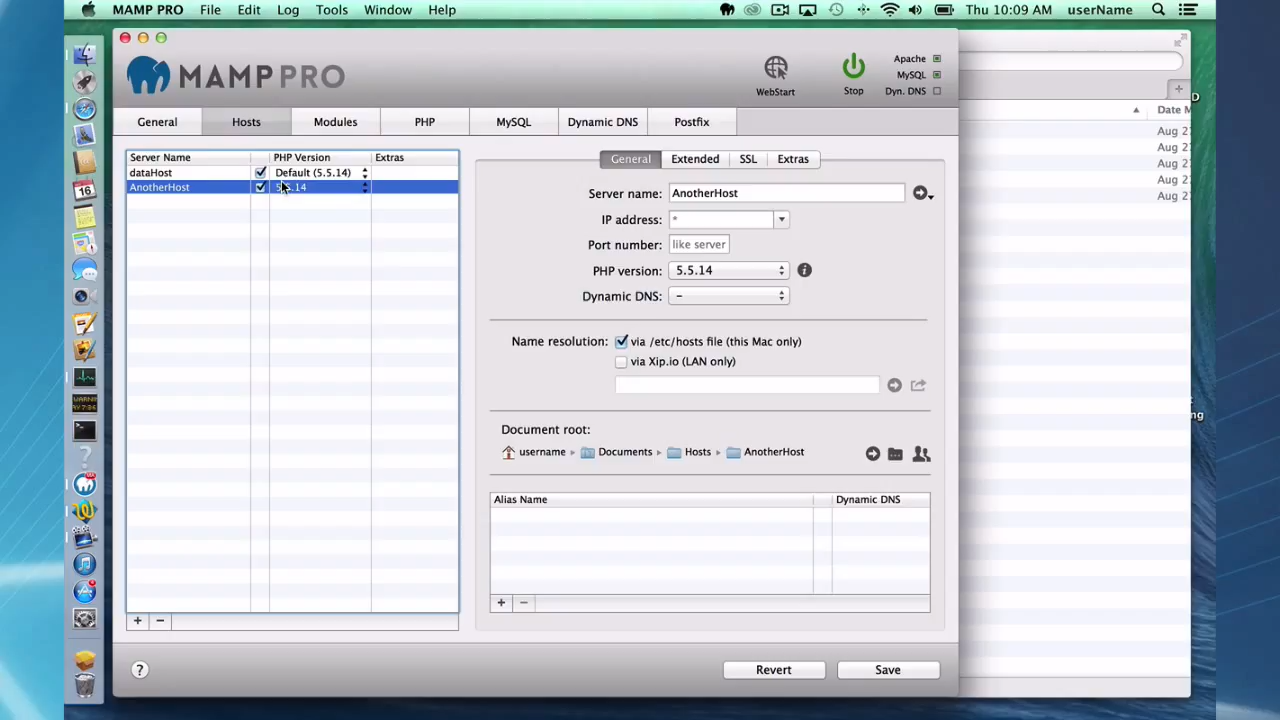 MAMP PRO File Edit Log Tools Window Help Thu 10:09 AM userName
MAMP PRO
WebStart
Stop
Apache
MySQL
Dyn. DNS
General Hosts Modules PHP MySQL Dynamic DNS Postfix
Server Name PHP Version Extras
dataHost Default (5.5.14)
AnotherHost
+ −
General Extended SSL Extras
Server name: AnotherHost
IP address: *
Port number: like server
PHP version: 5.5.14
Dynamic DNS: –
Name resolution: via /etc/hosts file (this Mac only)
via Xip.io (LAN only)
Document root:
username Documents Hosts AnotherHost
Alias Name Dynamic DNS
+ −
? Revert Save
Date M
Aug 2
Aug 2
Aug 2
Aug 2
Aug 2
16